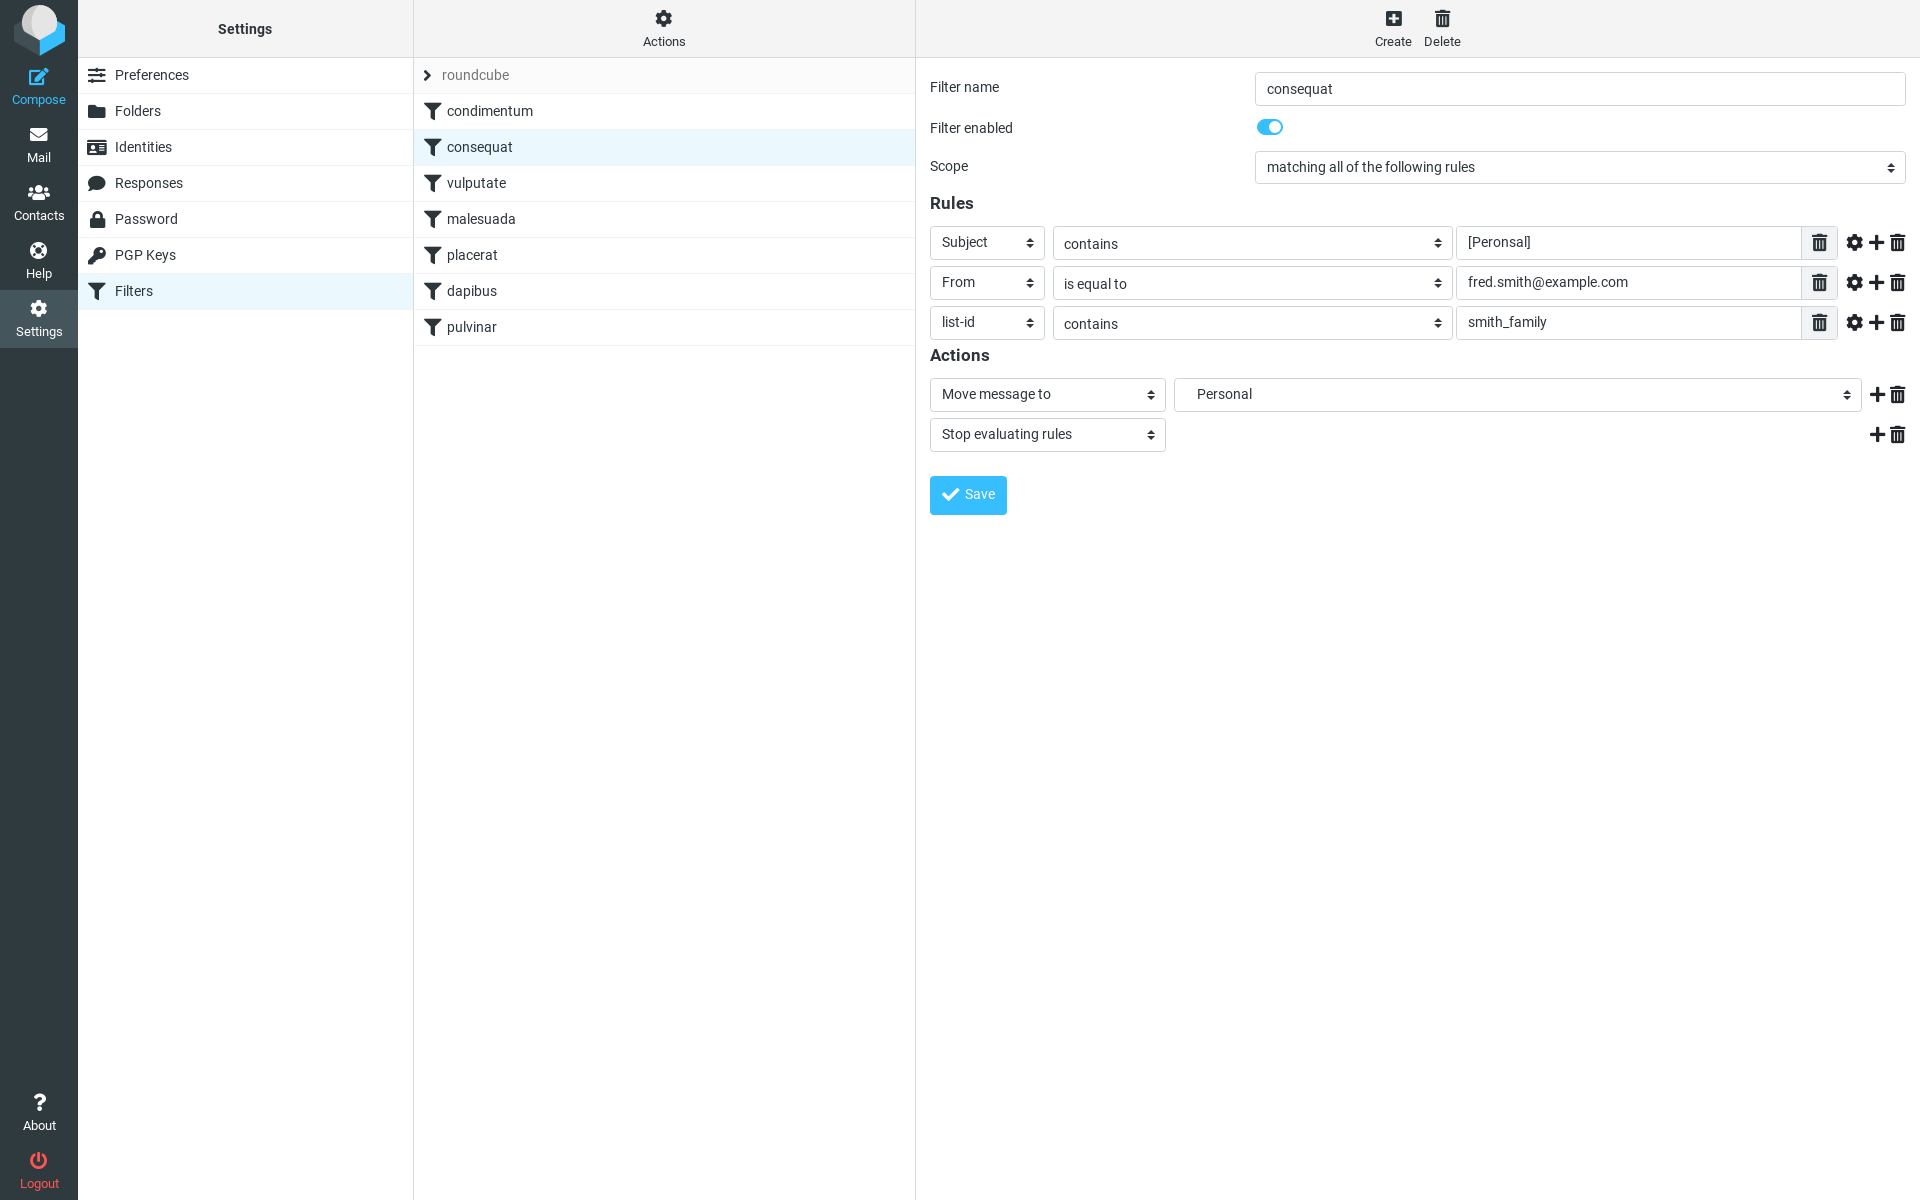 Settings
Actions
Create
Delete
Compose
Mail
Contacts
Help
Settings
About
Logout
Preferences
Folders
Identities
Responses
Password
PGP Keys
Filters
roundcube
condimentum
consequat
vulputate
malesuada
placerat
dapibus
pulvinar
Filter name consequat
Filter enabled
Scope matching all of the following rules
Rules
Subject contains [Peronsal]
From is equal to fred.smith@example.com
list-id contains smith_family
Actions
Move message to Personal
Stop evaluating rules
Save